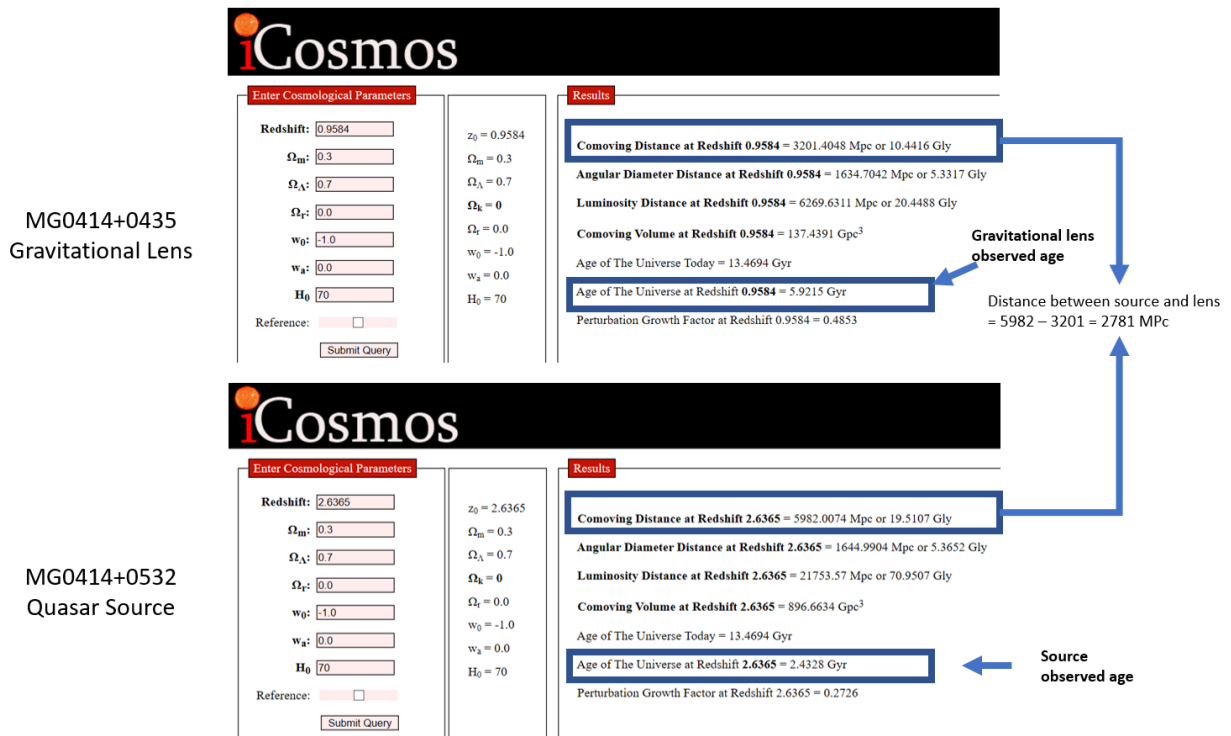 iCosmos
Enter Cosmological Parameters
Results
Redshift: 0.9584
Ωm: 0.3
ΩΛ: 0.7
Ωr: 0.0
w0: -1.0
wa: 0.0
H0 70
Reference:
Submit Query
z0 = 0.9584
Ωm = 0.3
ΩΛ = 0.7
Ωk = 0
Ωr = 0.0
w0 = -1.0
wa = 0.0
H0 = 70
Comoving Distance at Redshift 0.9584 = 3201.4048 Mpc or 10.4416 Gly
Angular Diameter Distance at Redshift 0.9584 = 1634.7042 Mpc or 5.3317 Gly
Luminosity Distance at Redshift 0.9584 = 6269.6311 Mpc or 20.4488 Gly
Comoving Volume at Redshift 0.9584 = 137.4391 Gpc³
Age of The Universe Today = 13.4694 Gyr
Age of The Universe at Redshift 0.9584 = 5.9215 Gyr
Perturbation Growth Factor at Redshift 0.9584 = 0.4853
MG0414+0435
Gravitational Lens
Gravitational lens
observed age
Distance between source and lens
= 5982 – 3201 = 2781 MPc
iCosmos
Enter Cosmological Parameters
Results
Redshift: 2.6365
Ωm: 0.3
ΩΛ: 0.7
Ωr: 0.0
w0: -1.0
wa: 0.0
H0 70
Reference:
Submit Query
z0 = 2.6365
Ωm = 0.3
ΩΛ = 0.7
Ωk = 0
Ωr = 0.0
w0 = -1.0
wa = 0.0
H0 = 70
Comoving Distance at Redshift 2.6365 = 5982.0074 Mpc or 19.5107 Gly
Angular Diameter Distance at Redshift 2.6365 = 1644.9904 Mpc or 5.3652 Gly
Luminosity Distance at Redshift 2.6365 = 21753.57 Mpc or 70.9507 Gly
Comoving Volume at Redshift 2.6365 = 896.6634 Gpc³
Age of The Universe Today = 13.4694 Gyr
Age of The Universe at Redshift 2.6365 = 2.4328 Gyr
Perturbation Growth Factor at Redshift 2.6365 = 0.2726
MG0414+0532
Quasar Source
Source
observed age